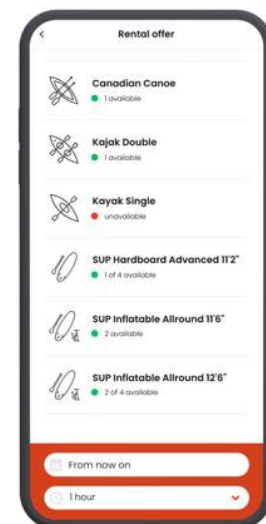 Rental offer
Canadian Canoe
1 available
Kajak Double
1 available
Kayak Single
unavailable
SUP Hardboard Advanced 11'2"
1 of 4 available
SUP Inflatable Allround 11'6"
2 available
SUP Inflatable Allround 12'6"
2 of 4 available
From now on
1 hour